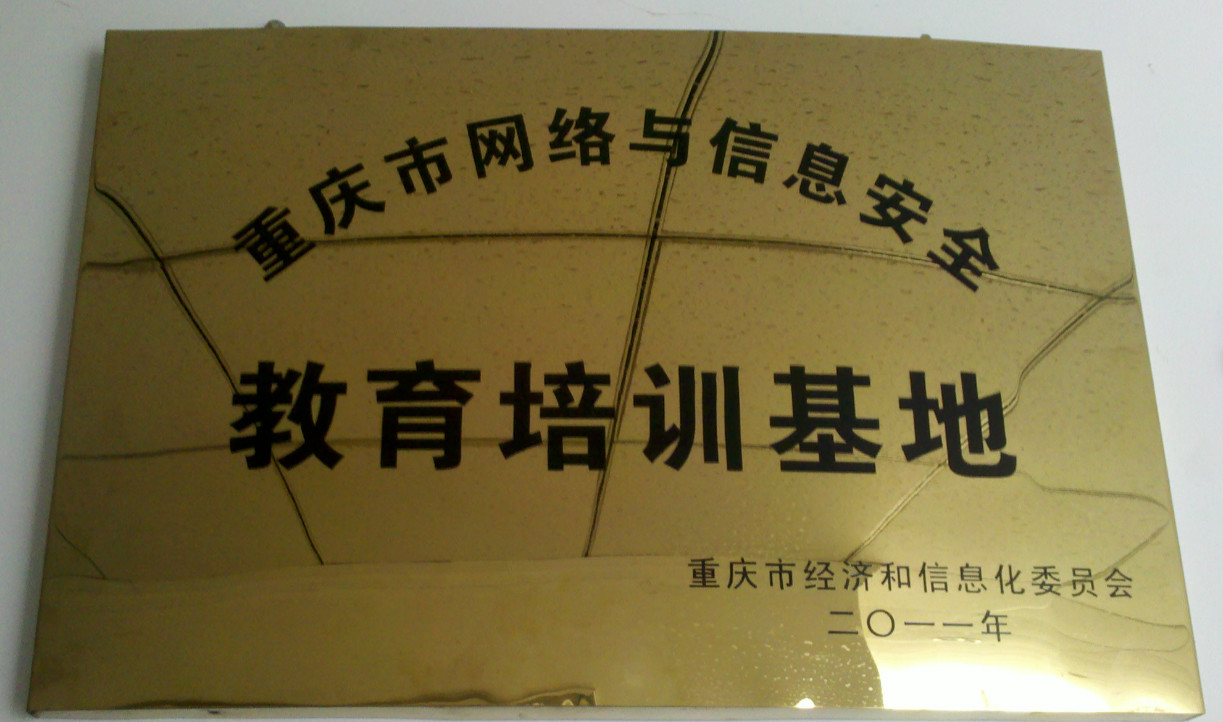 重庆市网络与信息安全
教育培训基地
重庆市经济和信息化委员会
二〇一一年